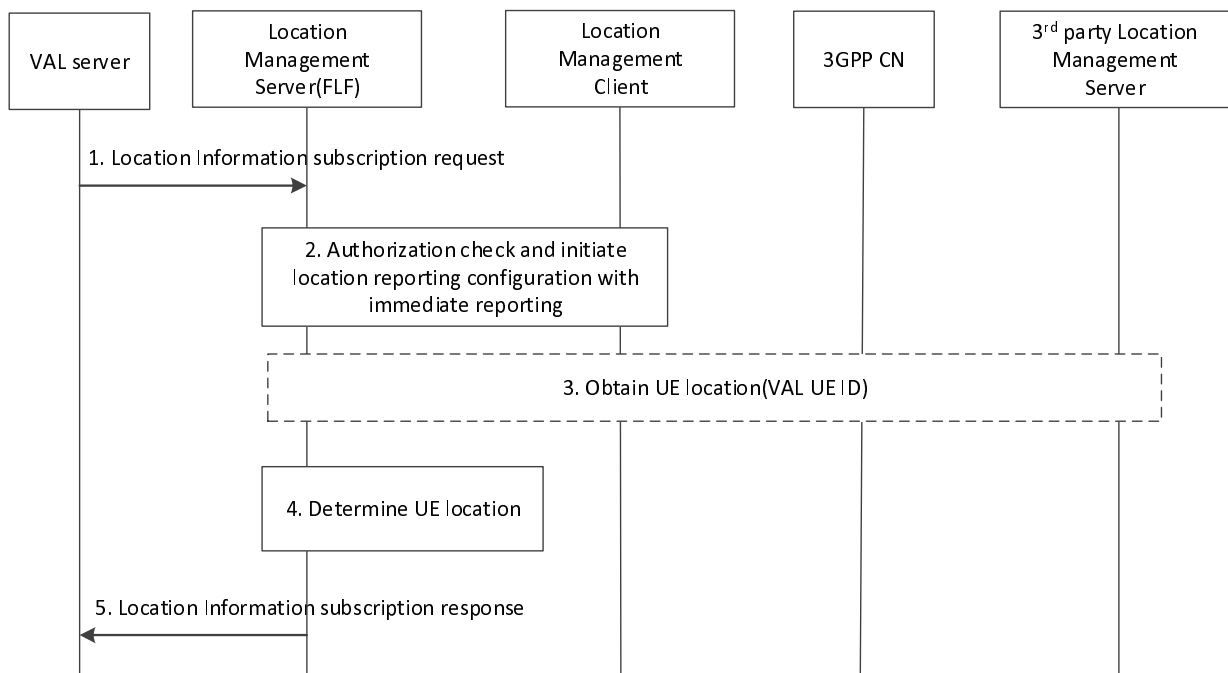 VAL server
Location
Management
Server(FLF)
Location
Management
Client
3GPP CN
3rd party Location
Management
Server
1. Location Information subscription request
2. Authorization check and initiate
location reporting configuration with
immediate reporting
3. Obtain UE location(VAL UE ID)
4. Determine UE location
5. Location Information subscription response